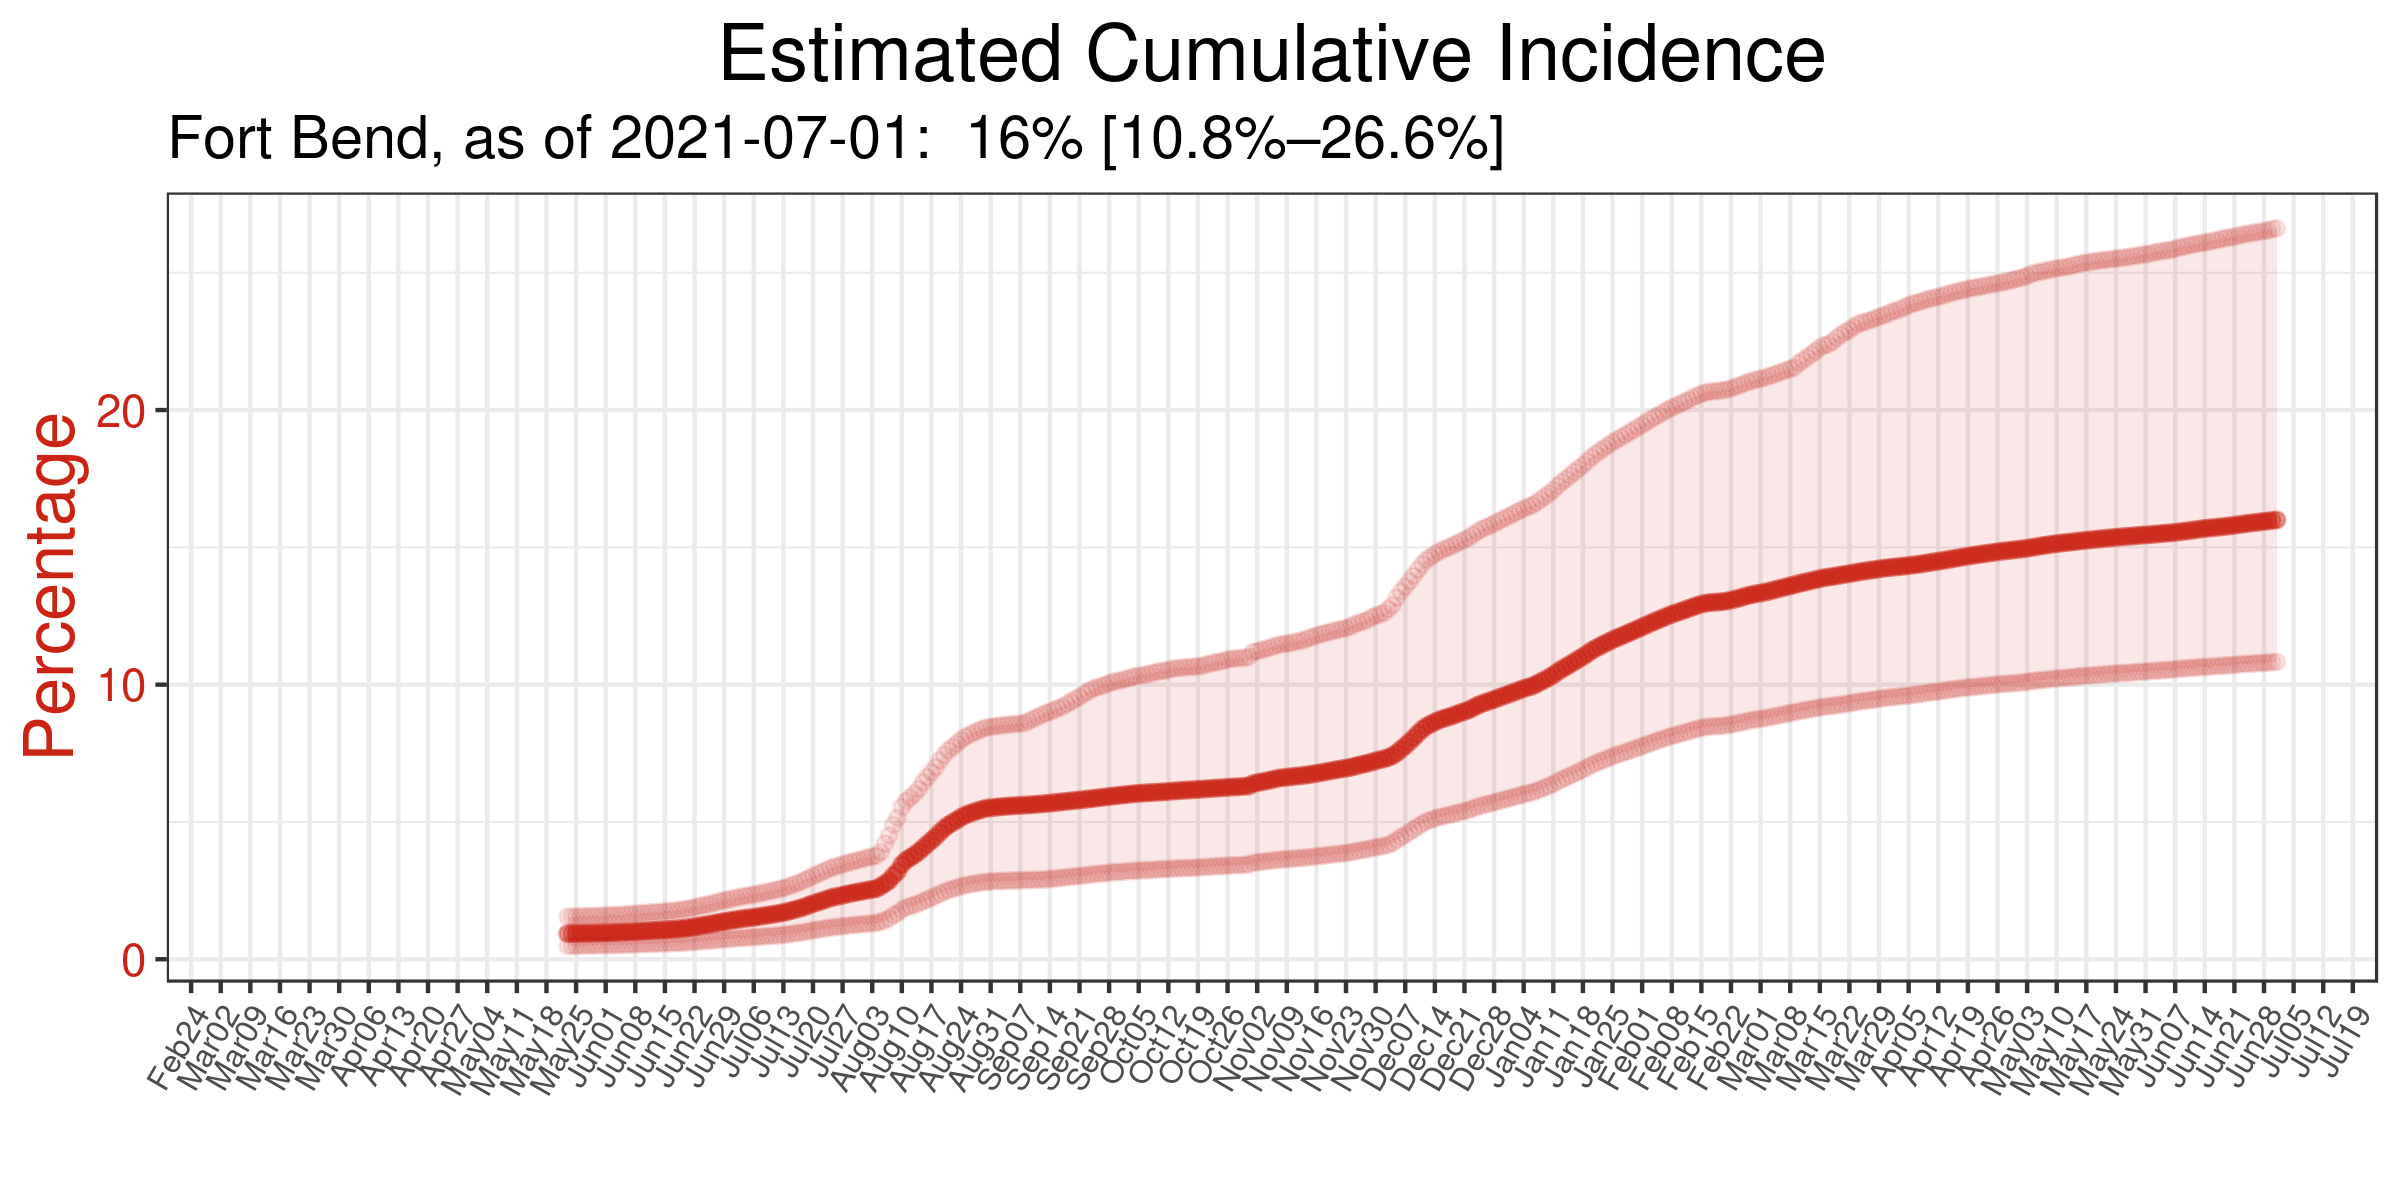 Estimated Cumulative Incidence
Fort Bend, as of 2021-07-01:  16% [10.8%–26.6%]
Percentage
20
10
0
Feb24
Mar02
Mar09
Mar16
Mar23
Mar30
Apr06
Apr13
Apr20
Apr27
May04
May11
May18
May25
Jun01
Jun08
Jun15
Jun22
Jun29
Jul06
Jul13
Jul20
Jul27
Aug03
Aug10
Aug17
Aug24
Aug31
Sep07
Sep14
Sep21
Sep28
Oct05
Oct12
Oct19
Oct26
Nov02
Nov09
Nov16
Nov23
Nov30
Dec07
Dec14
Dec21
Dec28
Jan04
Jan11
Jan18
Jan25
Feb01
Feb08
Feb15
Feb22
Mar01
Mar08
Mar15
Mar22
Mar29
Apr05
Apr12
Apr19
Apr26
May03
May10
May17
May24
May31
Jun07
Jun14
Jun21
Jun28
Jul05
Jul12
Jul19